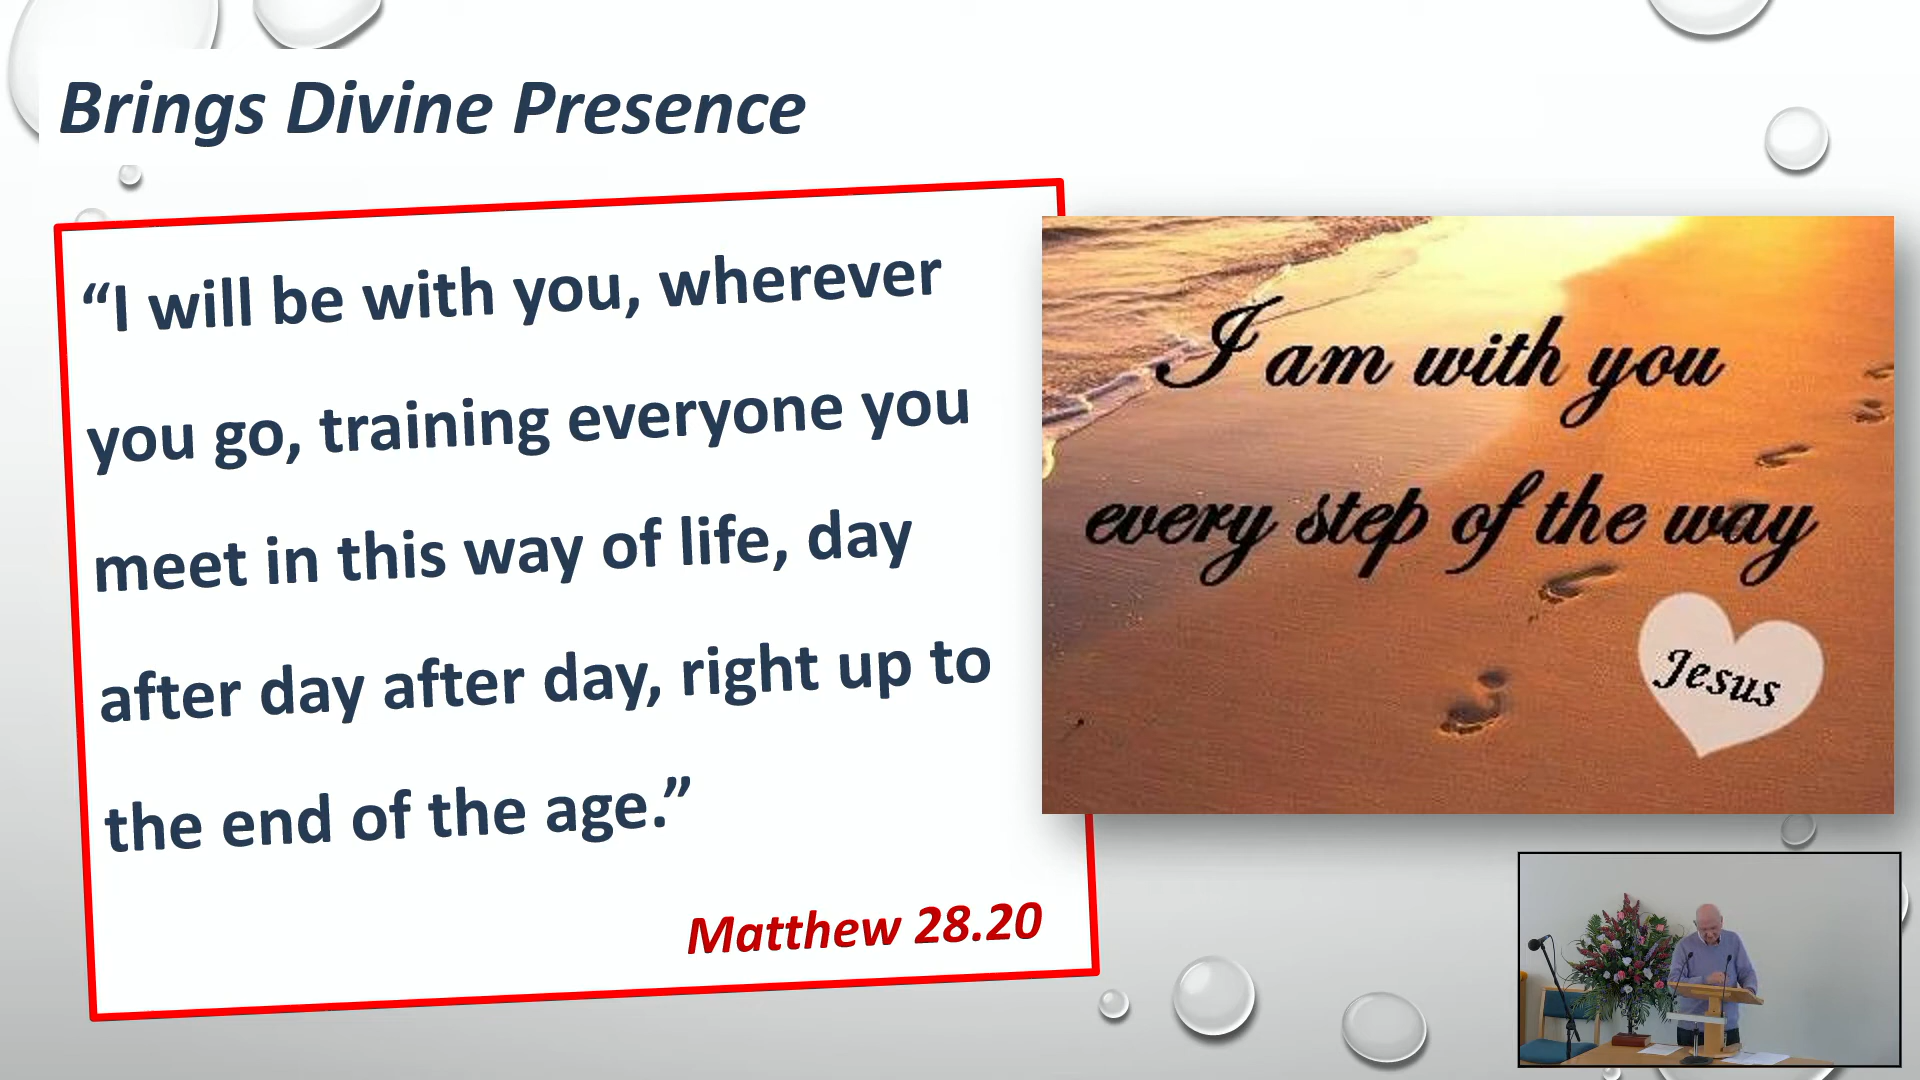 Brings Divine Presence
“I will be with you, wherever
you go, training everyone you
meet in this way of life, day
after day after day, right up to
the end of the age.”
Matthew 28.20
I am with you
every step of the way
Jesus